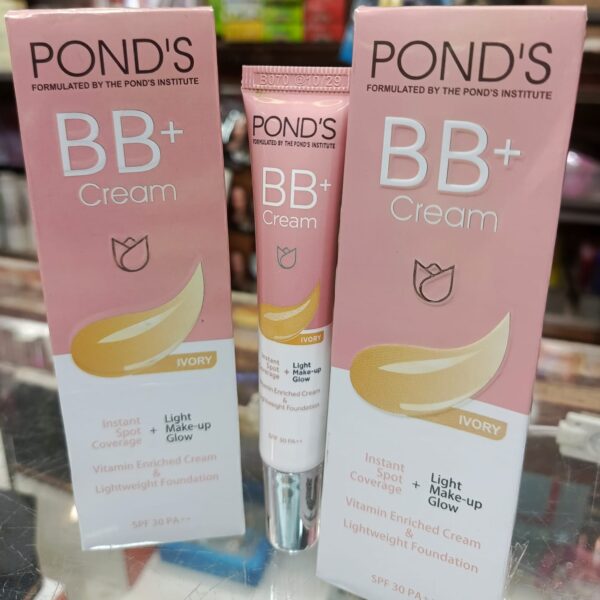 POND'S
FORMULATED BY THE POND'S INSTITUTE
BB+
Cream
IVORY
Instant
Spot
Coverage
+
Light
Make-up
Glow
Vitamin Enriched Cream
&
Lightweight Foundation
SPF 30 PA++
POND'S
FORMULATED BY THE POND'S INSTITUTE
BB+
Cream
IVORY
Instant
Spot
Coverage
+
Light
Make-up
Glow
Vitamin Enriched Cream
&
Lightweight Foundation
SPF 30 PA++
POND'S
FORMULATED BY THE POND'S INSTITUTE
BB+
Cream
IVORY
Instant
Spot
Coverage
+
Light
Make-up
Glow
Vitamin Enriched Cream
&
Lightweight Foundation
SPF 30 PA++